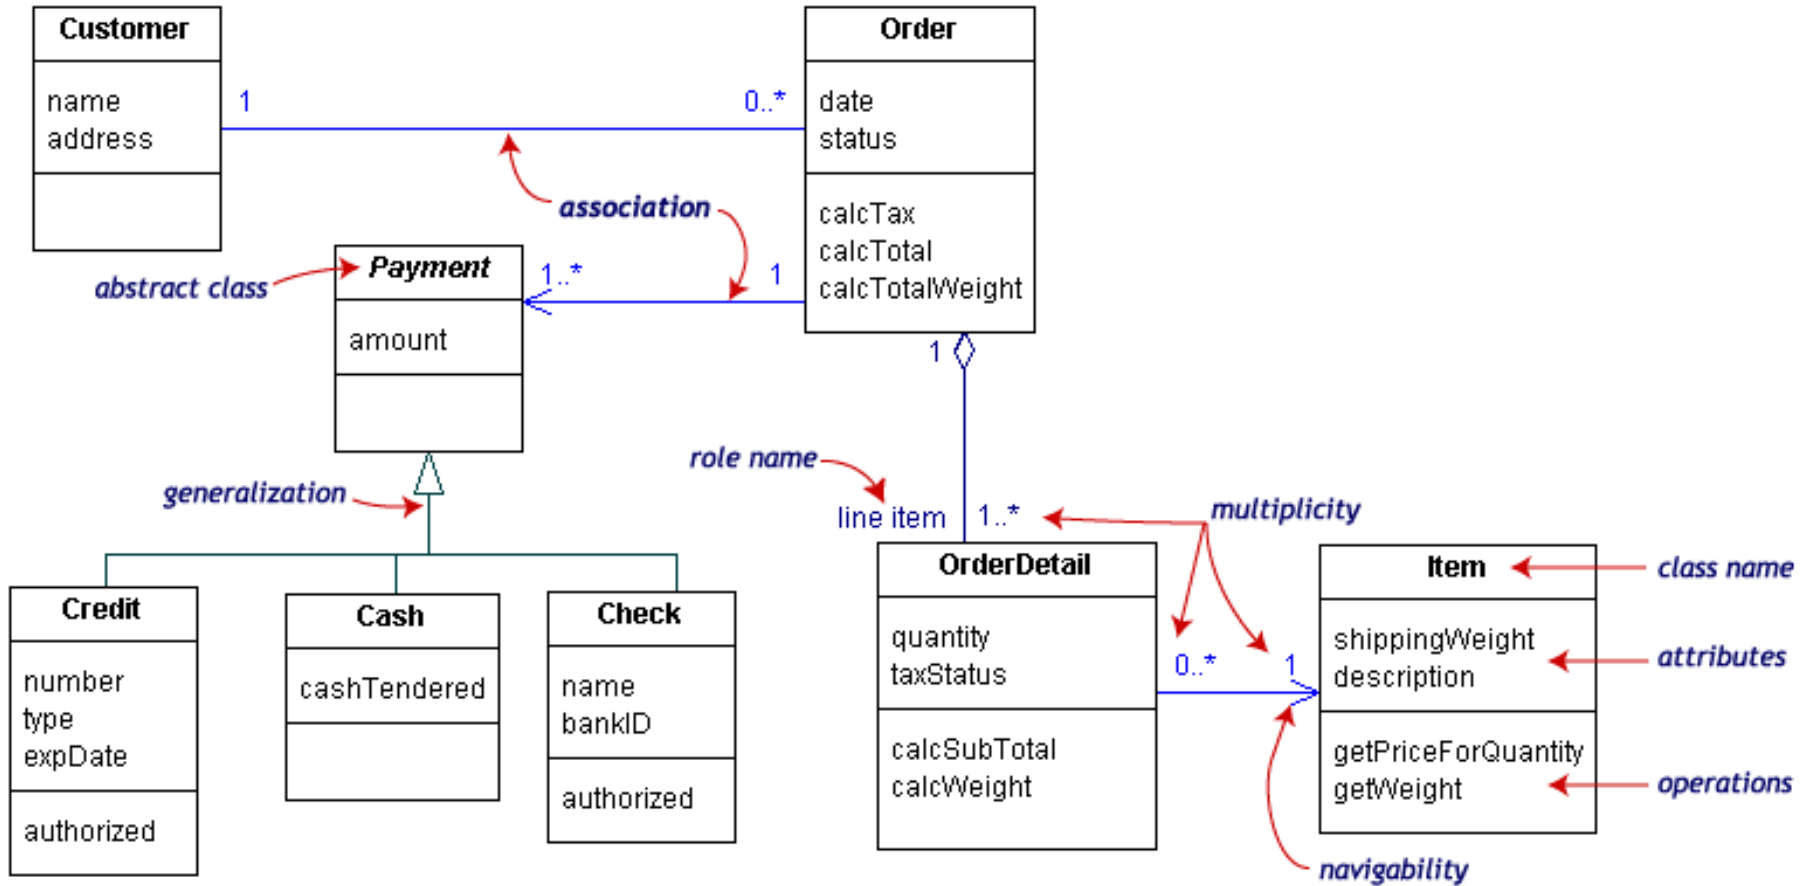 Customer
name
address
1
0..*
Order
date
status
calcTax
calcTotal
calcTotalWeight
association
abstract class
Payment
amount
1..*
1
1
generalization
role name
line item
1..*
multiplicity
Credit
number
type
expDate
authorized
Cash
cashTendered
Check
name
bankID
authorized
OrderDetail
quantity
taxStatus
calcSubTotal
calcWeight
0..*
1
Item
shippingWeight
description
getPriceForQuantity
getWeight
class name
attributes
operations
navigability